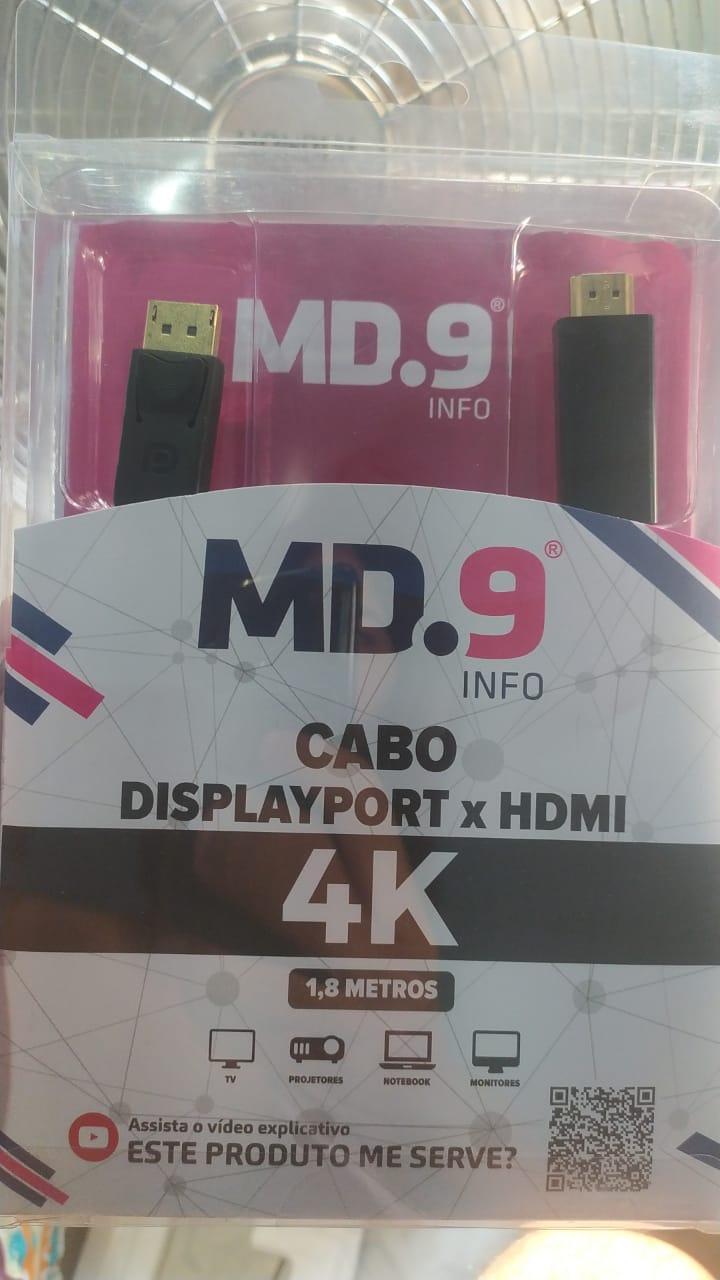 MD.9®
INFO
MD.9®
INFO
CABO
DISPLAYPORT x HDMI
4K
1,8 METROS
TV
PROJETORES
NOTEBOOK
MONITORES
Assista o vídeo explicativo
ESTE PRODUTO ME SERVE?